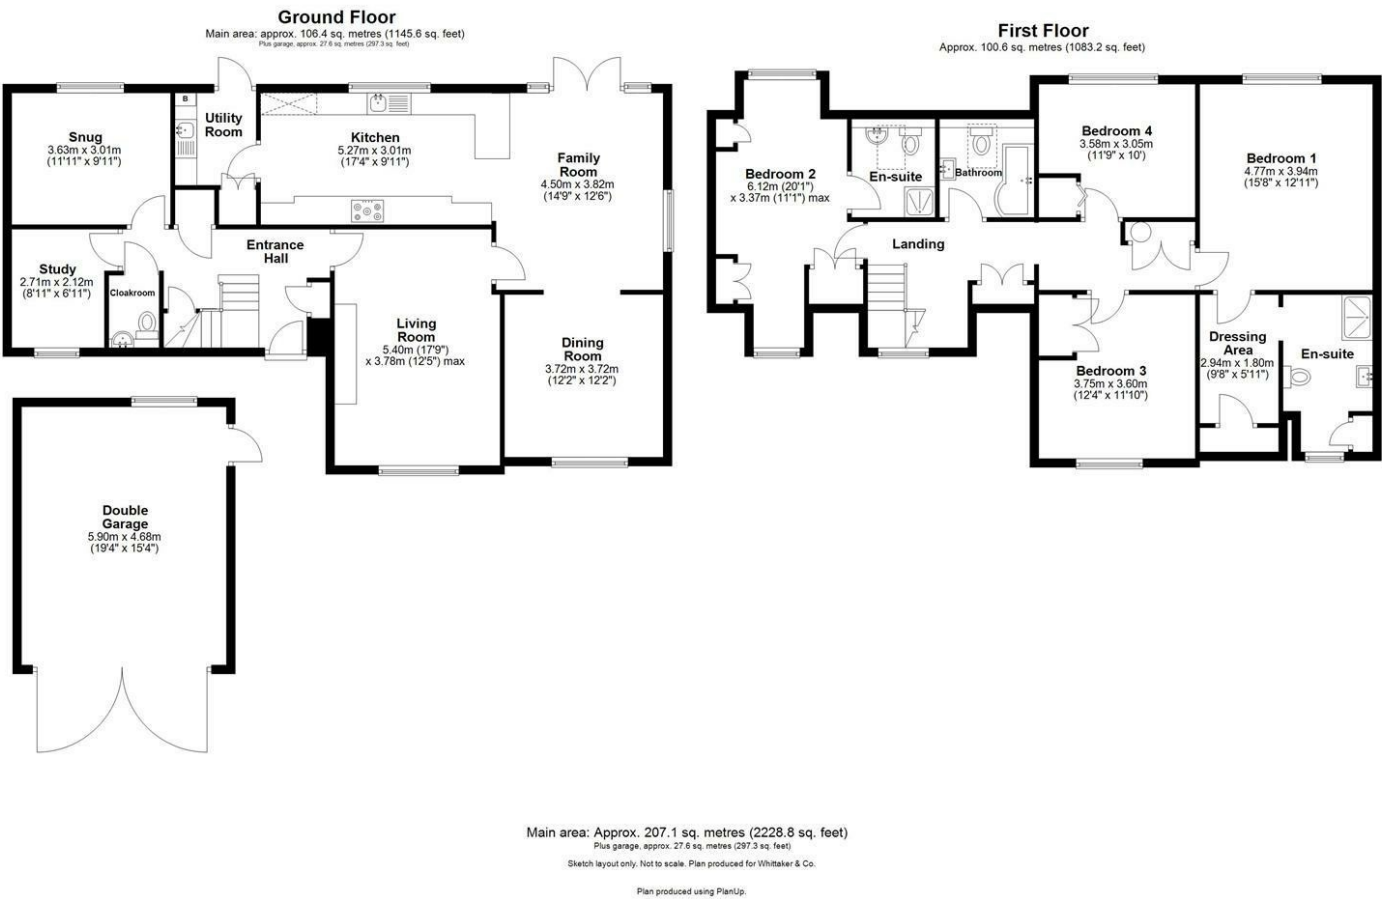 Ground Floor
Main area: approx. 106.4 sq. metres (1145.6 sq. feet)
Plus garage, approx. 27.6 sq. metres (297.3 sq. feet)
Snug
3.63m x 3.01m
(11'11" x 9'11")
B
Utility
Room
Kitchen
5.27m x 3.01m
(17'4" x 9'11")
Family
Room
4.50m x 3.82m
(14'9" x 12'6")
Study
2.71m x 2.12m
(8'11" x 6'11")
Cloakroom
Entrance
Hall
Living
Room
5.40m (17'9")
x 3.78m (12'5") max
Dining
Room
3.72m x 3.72m
(12'2" x 12'2")
Double
Garage
5.90m x 4.68m
(19'4" x 15'4")
First Floor
Approx. 100.6 sq. metres (1083.2 sq. feet)
Bedroom 2
6.12m (20'1")
x 3.37m (11'1") max
En-suite
Bathroom
Bedroom 4
3.58m x 3.05m
(11'9" x 10')
Bedroom 1
4.77m x 3.94m
(15'8" x 12'11")
Landing
Bedroom 3
3.75m x 3.60m
(12'4" x 11'10")
Dressing
Area
2.94m x 1.80m
(9'8" x 5'11")
En-suite
Main area: Approx. 207.1 sq. metres (2228.8 sq. feet)
Plus garage, approx. 27.6 sq. metres (297.3 sq. feet)
Sketch layout only. Not to scale. Plan produced for Whittaker & Co.
Plan produced using PlanUp.